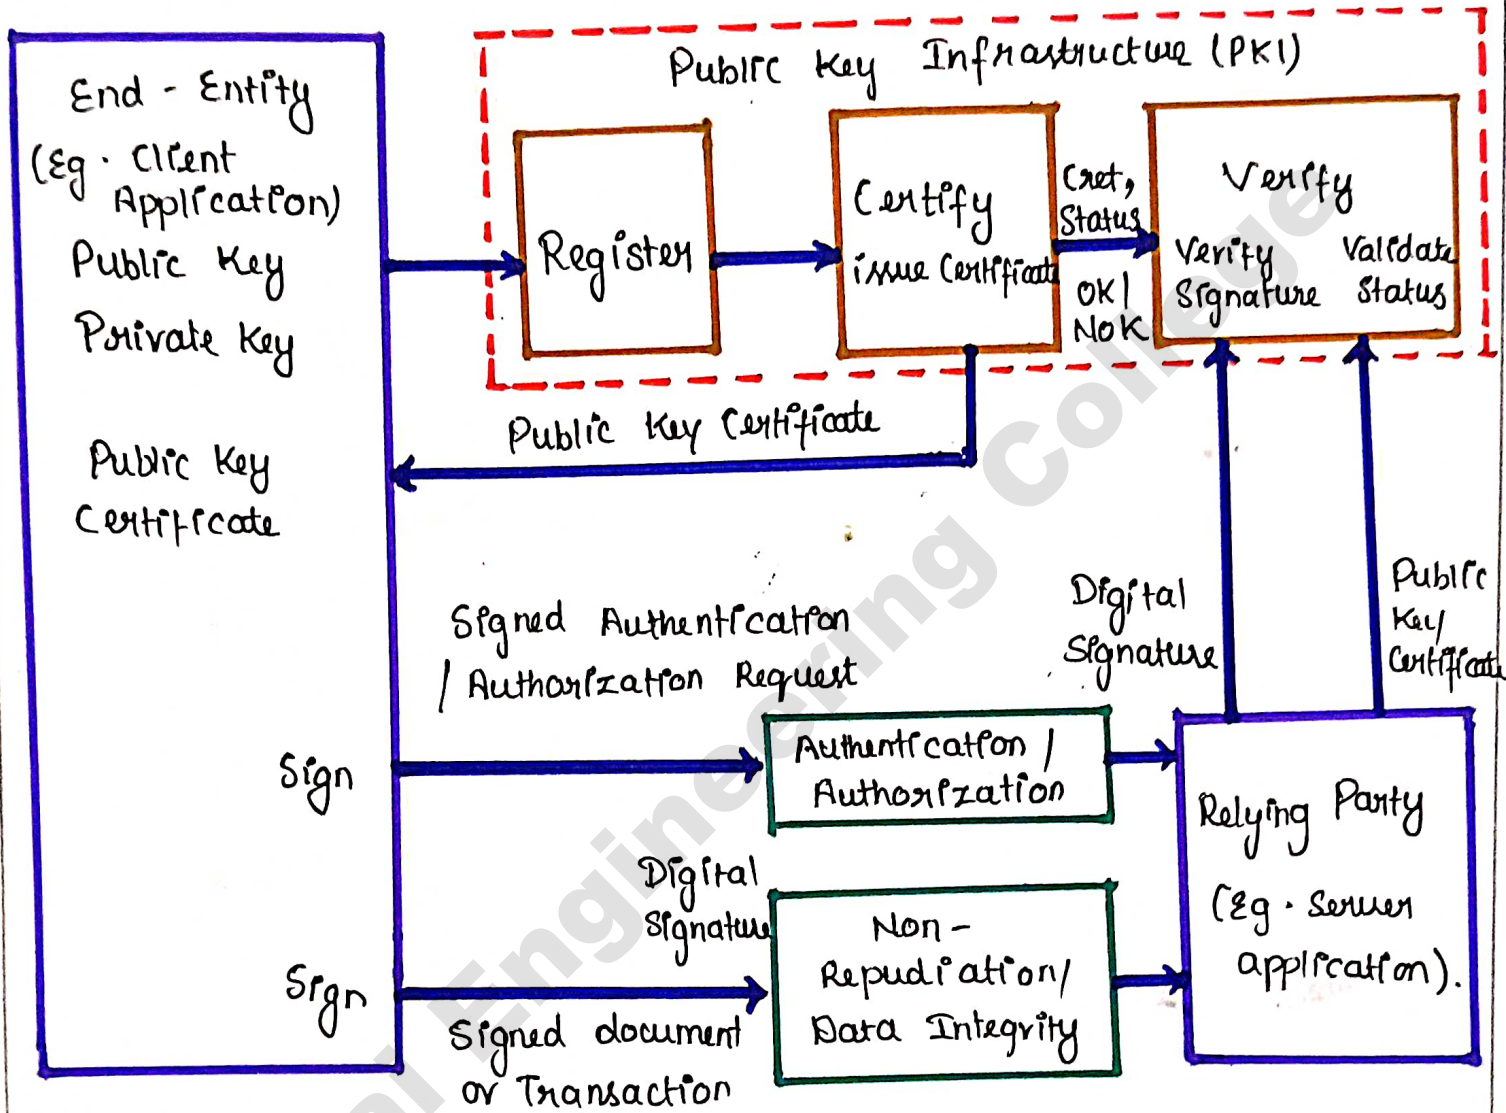 End - Entity
(Eg. Client
Application)
Public Key
Private Key
Public Key
Certificate
Sign
Sign
Public Key Infrastructure (PKI)
Register
Certify
issue Certificate
Cret,
Status
OK/
NOK
Verify
Verify
Signature
Validate
Status
Public Key Certificate
Signed Authentication
/ Authorization Request
Digital
Signature
Public
Key/
Certificate
Authentication /
Authorization
Digital
Signature
Signed document
or Transaction
Non -
Repudiation/
Data Integrity
Relying Party
(Eg. Server
application).
Engineering College